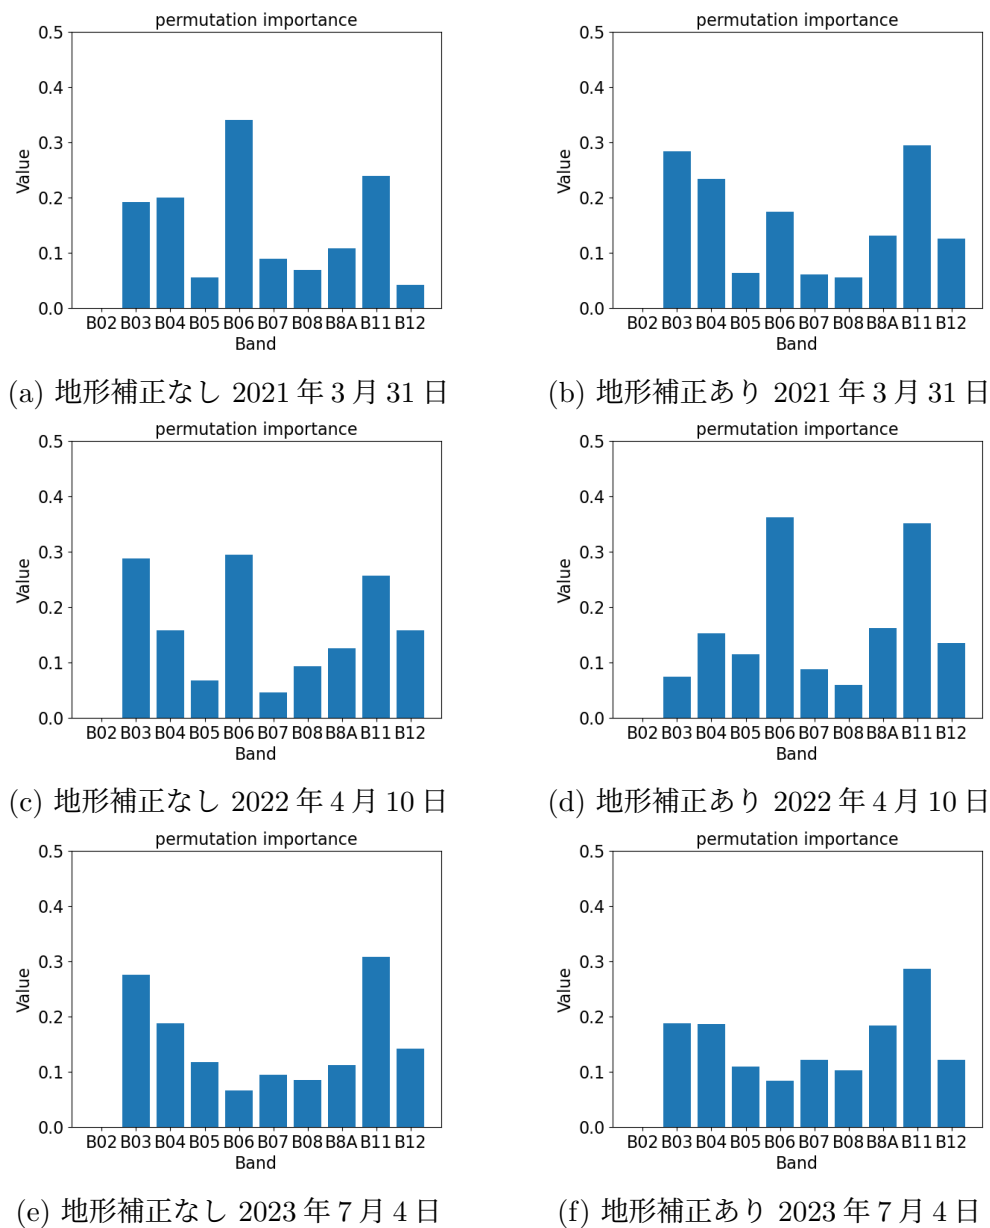 permutation importance
permutation importance
0.5
0.4
0.3
0.2
0.1
0.0
Value
B02 B03 B04 B05 B06 B07 B08 B8A B11 B12
Band
0.5
0.4
0.3
0.2
0.1
0.0
Value
B02 B03 B04 B05 B06 B07 B08 B8A B11 B12
Band
(a) 地形補正なし 2021 年 3 月 31 日
(b) 地形補正あり 2021 年 3 月 31 日
permutation importance
permutation importance
0.5
0.4
0.3
0.2
0.1
0.0
Value
B02 B03 B04 B05 B06 B07 B08 B8A B11 B12
Band
0.5
0.4
0.3
0.2
0.1
0.0
Value
B02 B03 B04 B05 B06 B07 B08 B8A B11 B12
Band
(c) 地形補正なし 2022 年 4 月 10 日
(d) 地形補正あり 2022 年 4 月 10 日
permutation importance
permutation importance
0.5
0.4
0.3
0.2
0.1
0.0
Value
B02 B03 B04 B05 B06 B07 B08 B8A B11 B12
Band
0.5
0.4
0.3
0.2
0.1
0.0
Value
B02 B03 B04 B05 B06 B07 B08 B8A B11 B12
Band
(e) 地形補正なし 2023 年 7 月 4 日
(f) 地形補正あり 2023 年 7 月 4 日